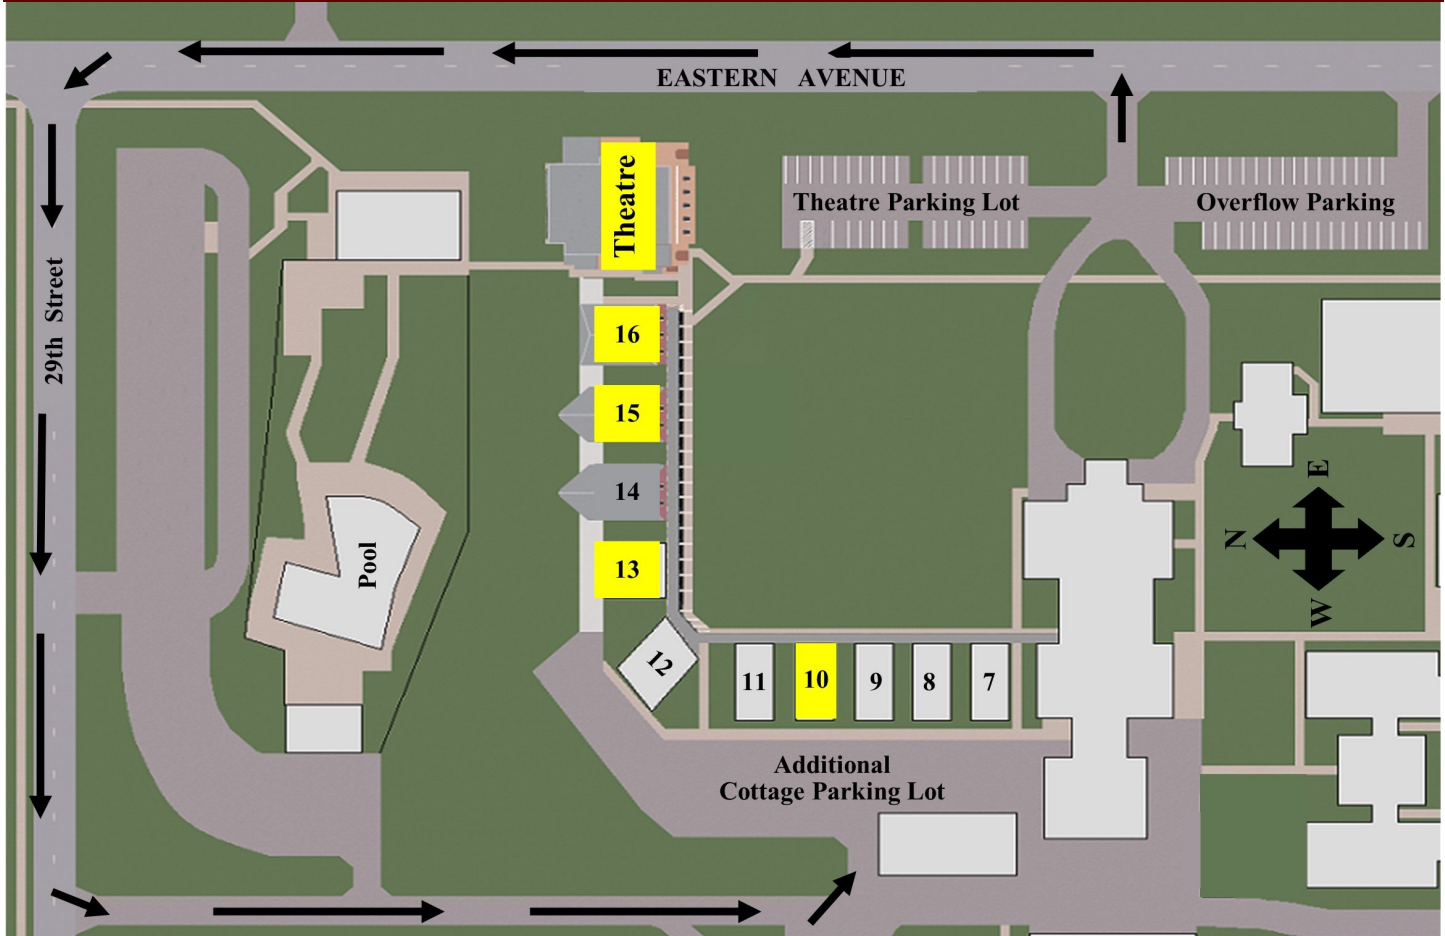 EASTERN AVENUE
Theatre
Theatre Parking Lot
Overflow Parking
29th Street
16
15
14
13
12
11
10
9
8
7
Pool
E
N
S
W
Additional
Cottage Parking Lot